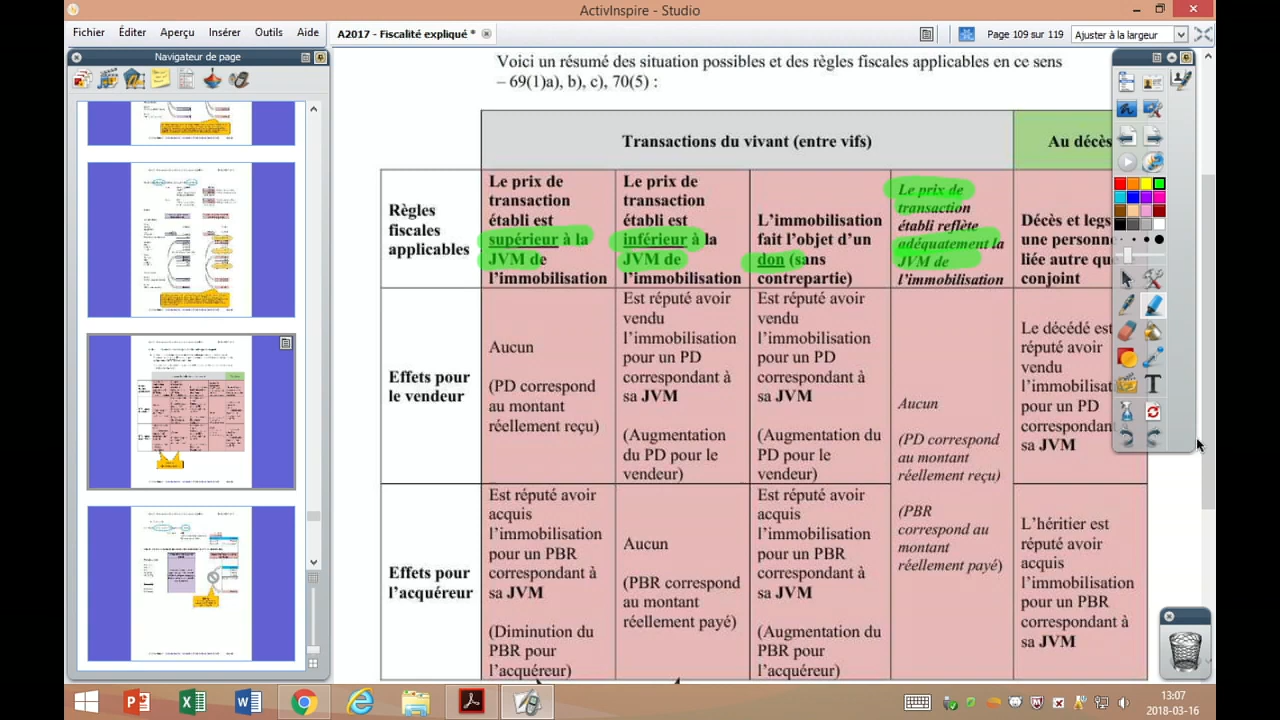 ActivInspire - Studio
Fichier Éditer Aperçu Insérer Outils Aide
A2017 - Fiscalité expliqué *
Page 109 sur 119
Ajuster à la largeur
Navigateur de page
Voici un résumé des situation possibles et des règles fiscales applicables en ce sens
– 69(1)a), b), c), 70(5) :
Transactions du vivant (entre vifs)
Au décès
Règles
fiscales
applicables
Le prix de
transaction
établi est
supérieur à la
JVM de
l’immobilisation
Le prix de
transaction
établi est
inférieur à la
JVM de
l’immobilisation
L’immobilisation
fait l’objet d’un
don (sans
contrepartie)
Le prix de
transaction
établi reflète
adéquatement la
JVM de
l’immobilisation
Décès et legs
une personn
liée autre qu
conjoint
Effets pour
le vendeur
Aucun
(PD correspond
au montant
réellement reçu)
Est réputé avoir
vendu
l’immobilisation
pour un PD
correspondant à
sa JVM
(Augmentation
du PD pour le
vendeur)
Est réputé avoir
vendu
l’immobilisation
pour un PD
correspondant à
sa JVM
(Augmentation du
PD pour le
vendeur)
Aucun
(PD correspond
au montant
réellement reçu)
(PBR
correspond au
montant
réellement payé)
Le décédé est
réputé avoir
vendu
l’immobilisat
pour un PD
correspondan
sa JVM
Effets pour
l’acquéreur
Est réputé avoir
acquis
l’immobilisation
pour un PBR
correspondant à
sa JVM
(Diminution du
PBR pour
l’acquéreur)
Aucun
(PBR correspond
au montant
réellement payé)
Est réputé avoir
acquis
l’immobilisation
pour un PBR
correspondant à
sa JVM
(Augmentation du
PBR pour
l’acquéreur)
L’héritier est
réputé avoir
acquis
l’immobilisation
pour un PBR
correspondant à
sa JVM
13:07
2018-03-16